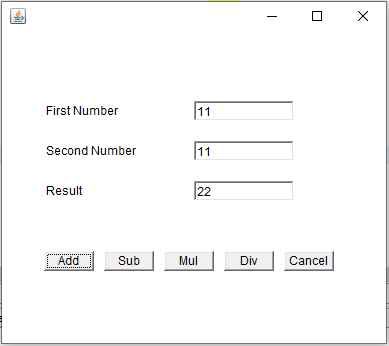 First Number 11
Second Number 11
Result 22
Add Sub Mul Div Cancel